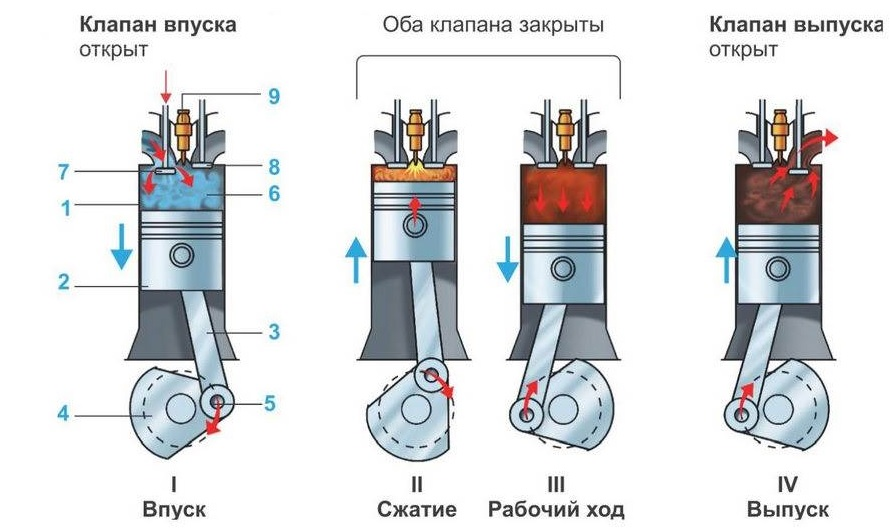 Клапан впуска
открыт
Оба клапана закрыты
Клапан выпуска
открыт
9
7
8
6
1
2
3
4
5
I
Впуск
II
Сжатие
III
Рабочий ход
IV
Выпуск